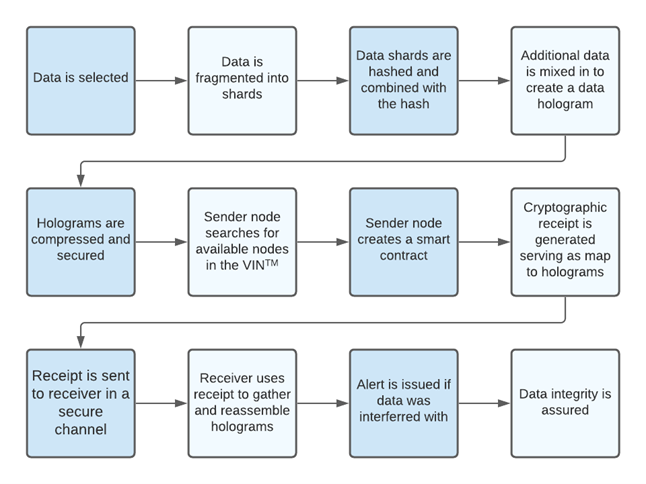 Data is selected
Data is
fragmented into
shards
Data shards are
hashed and
combined with
the hash
Additional data
is mixed in to
create a data
hologram
Holograms are
compressed and
secured
Sender node
searches for
available nodes
in the VIN™
Sender node
creates a smart
contract
Cryptographic
receipt is
generated
serving as map
to holograms
Receipt is sent
to receiver in a
secure
channel
Receiver uses
receipt to gather
and reassemble
holograms
Alert is issued if
data was
interferred with
Data integrity is
assured